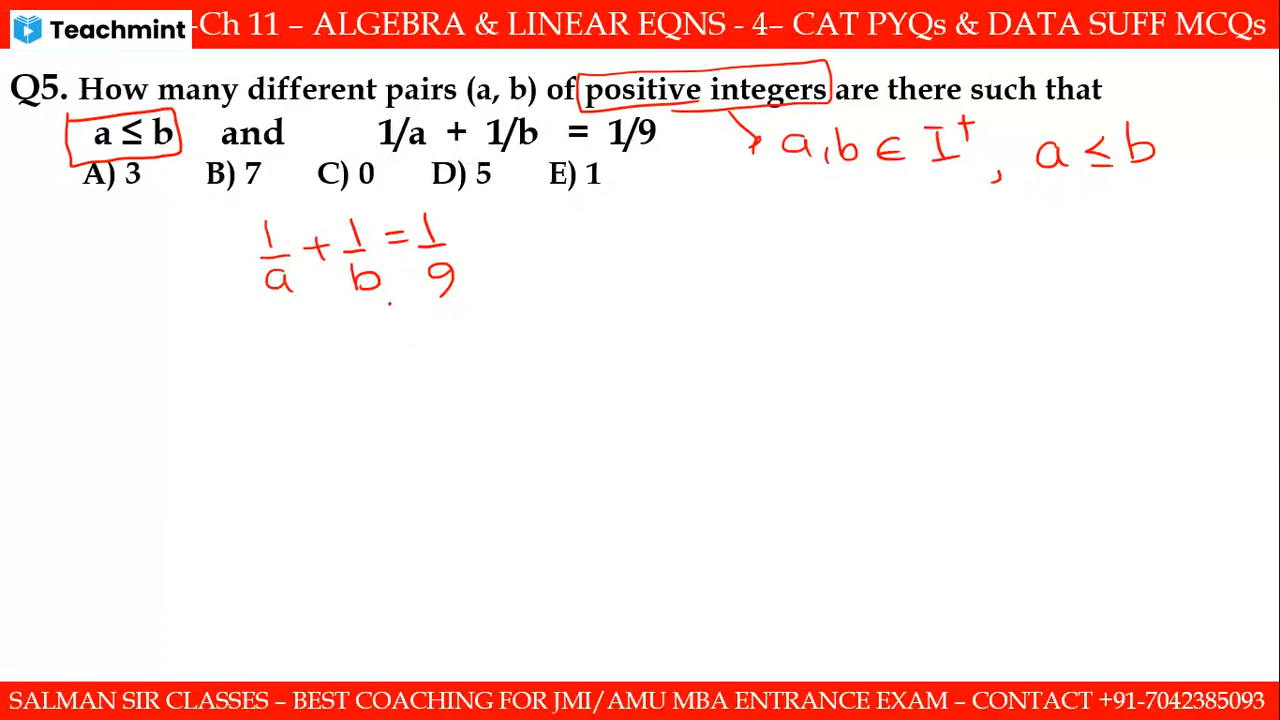 Teachmint -Ch 11 – ALGEBRA & LINEAR EQNS - 4– CAT PYQs & DATA SUFF MCQs
Q5. How many different pairs (a, b) of positive integers are there such that
a ≤ b and 1/a + 1/b = 1/9
a,b ∈ I⁺, a ≤ b
A) 3 B) 7 C) 0 D) 5 E) 1
1/a + 1/b = 1/9
SALMAN SIR CLASSES – BEST COACHING FOR JMI/AMU MBA ENTRANCE EXAM – CONTACT +91-7042385093